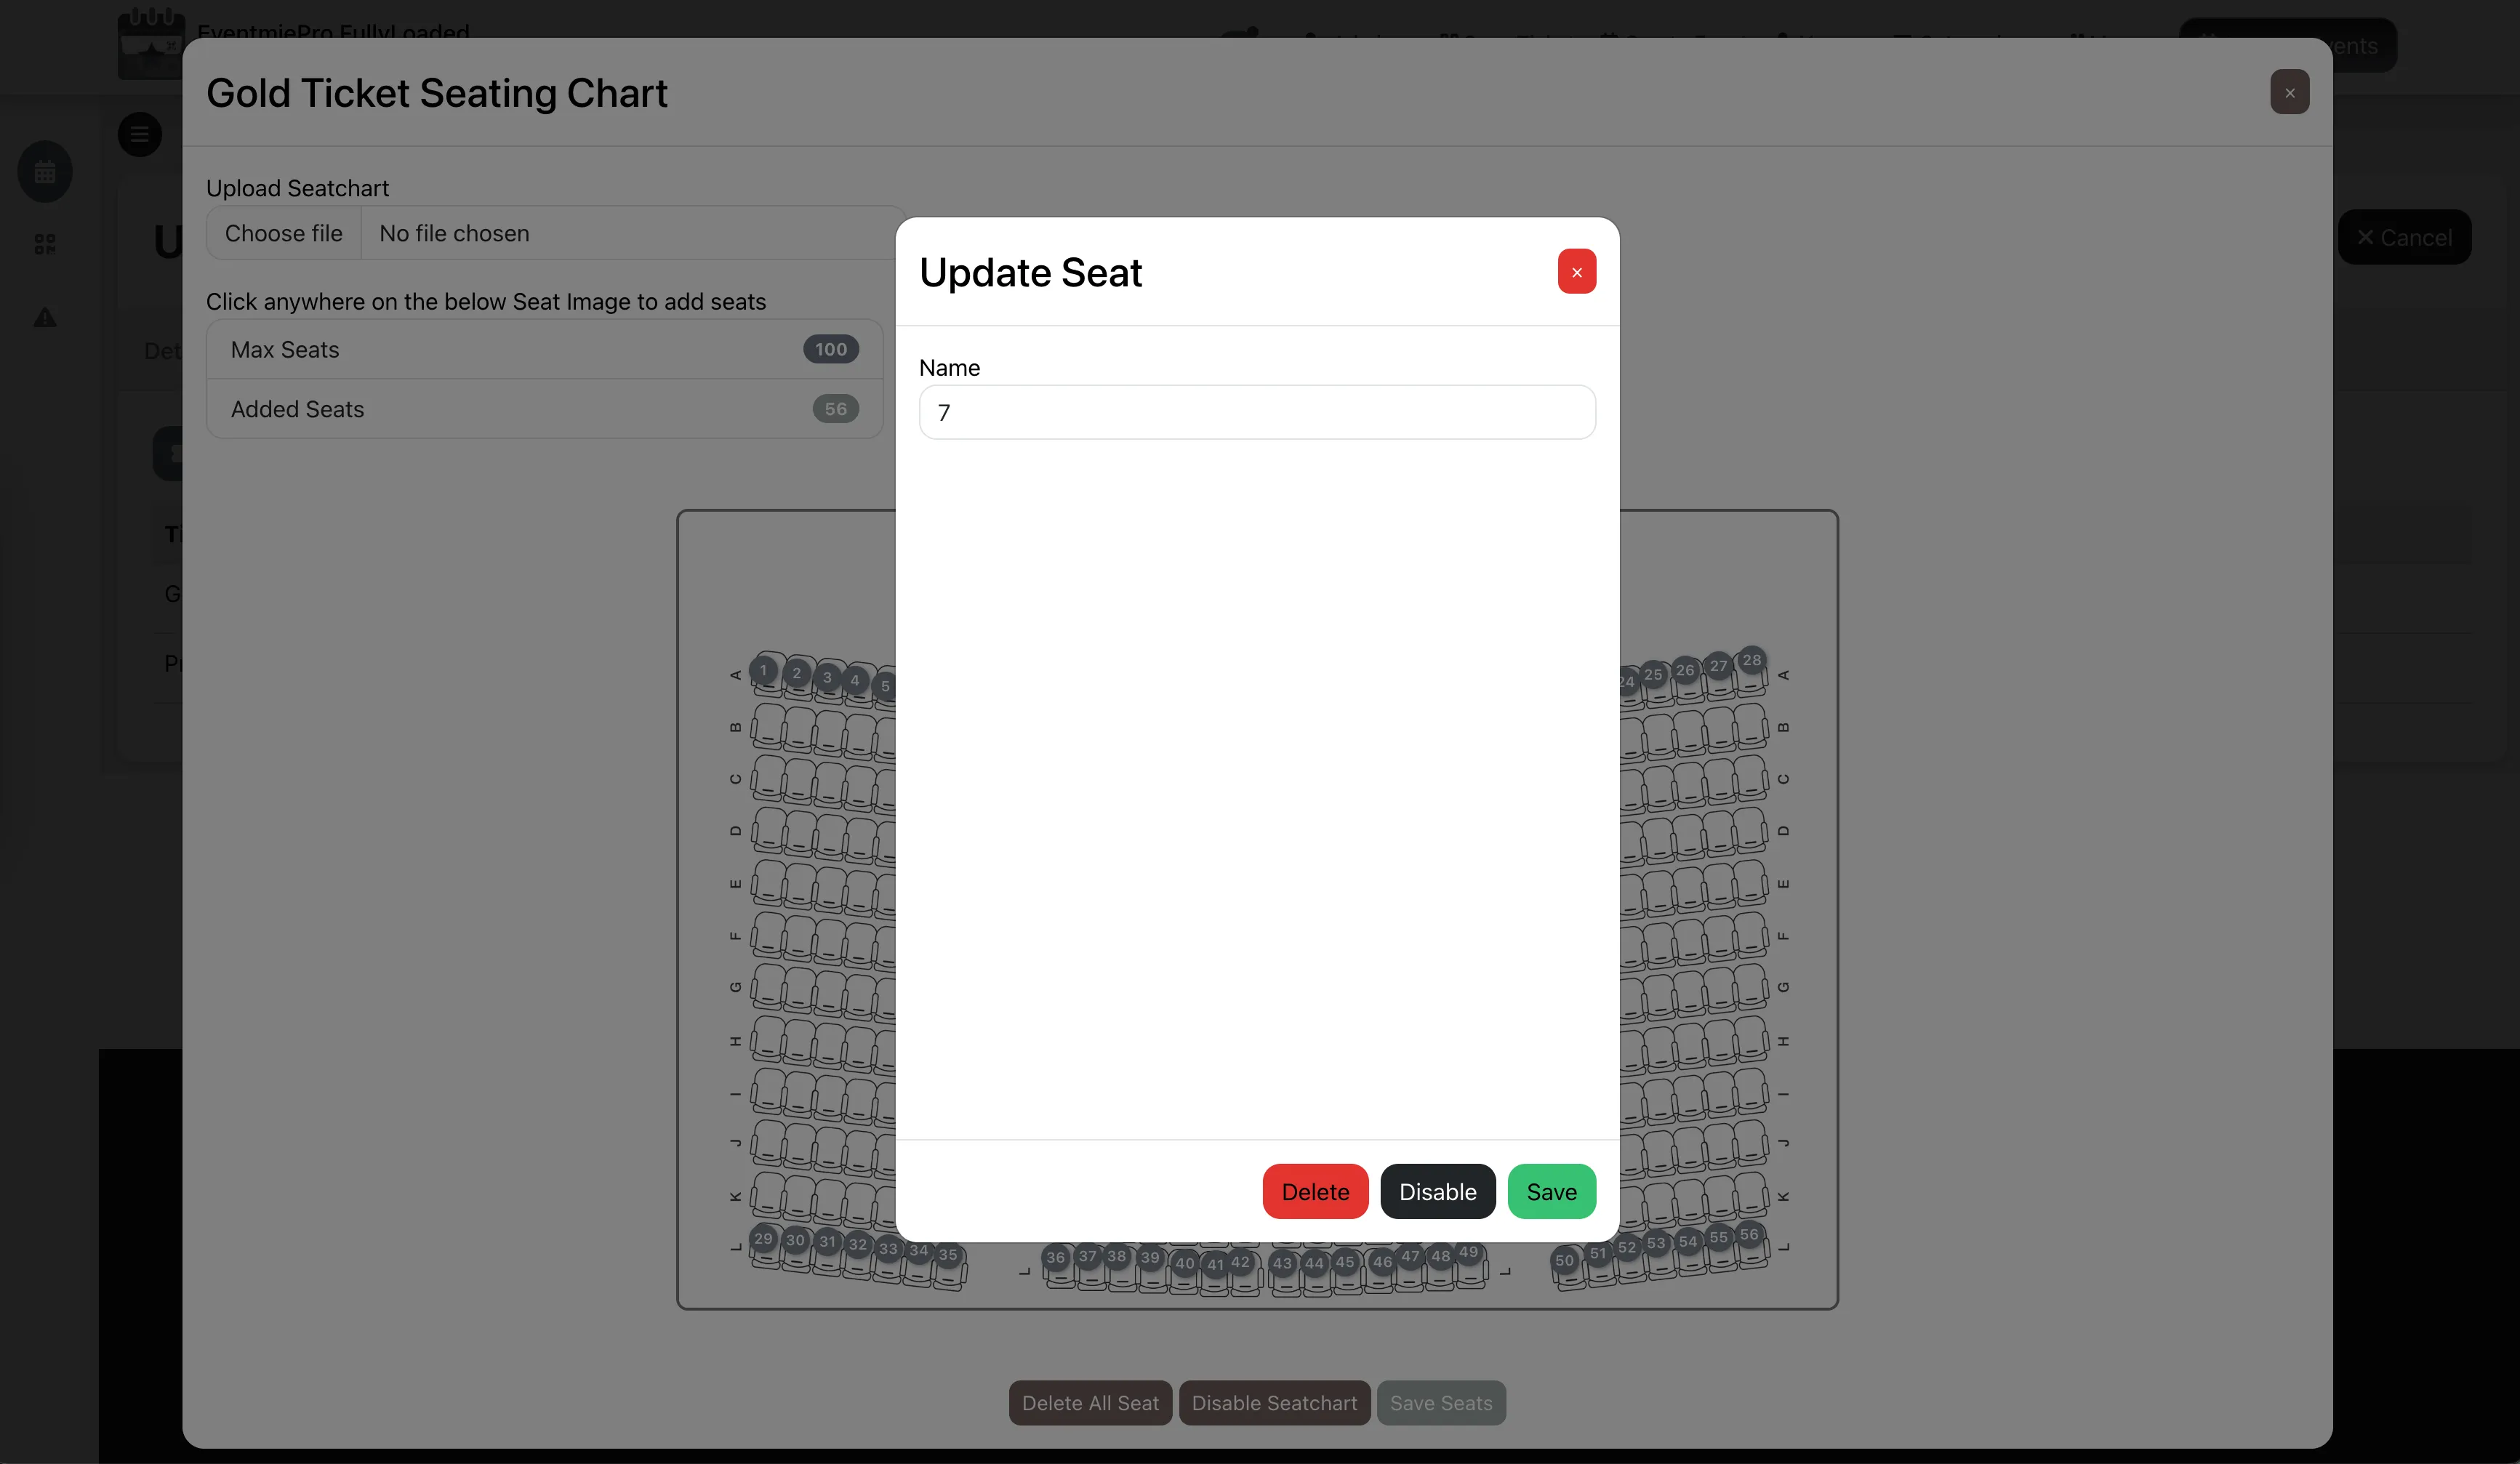 EventmiePro FullyLoaded
Gold Ticket Seating Chart
×
Upload Seatchart
Choose file No file chosen
Cancel
Click anywhere on the below Seat Image to add seats
Max Seats 100
Added Seats 56
Update Seat
×
Name
7
Delete Disable Save
A 1 2 3 4 5 24 25 26 27 28 A
B B
C C
D D
E E
F F
G G
H H
I I
J J
K K
L 29 30 31 32 33 34 35 L 36 37 38 39 40 41 42 43 44 45 46 47 48 49 L 50 51 52 53 54 55 56 L
Delete All Seat Disable Seatchart Save Seats